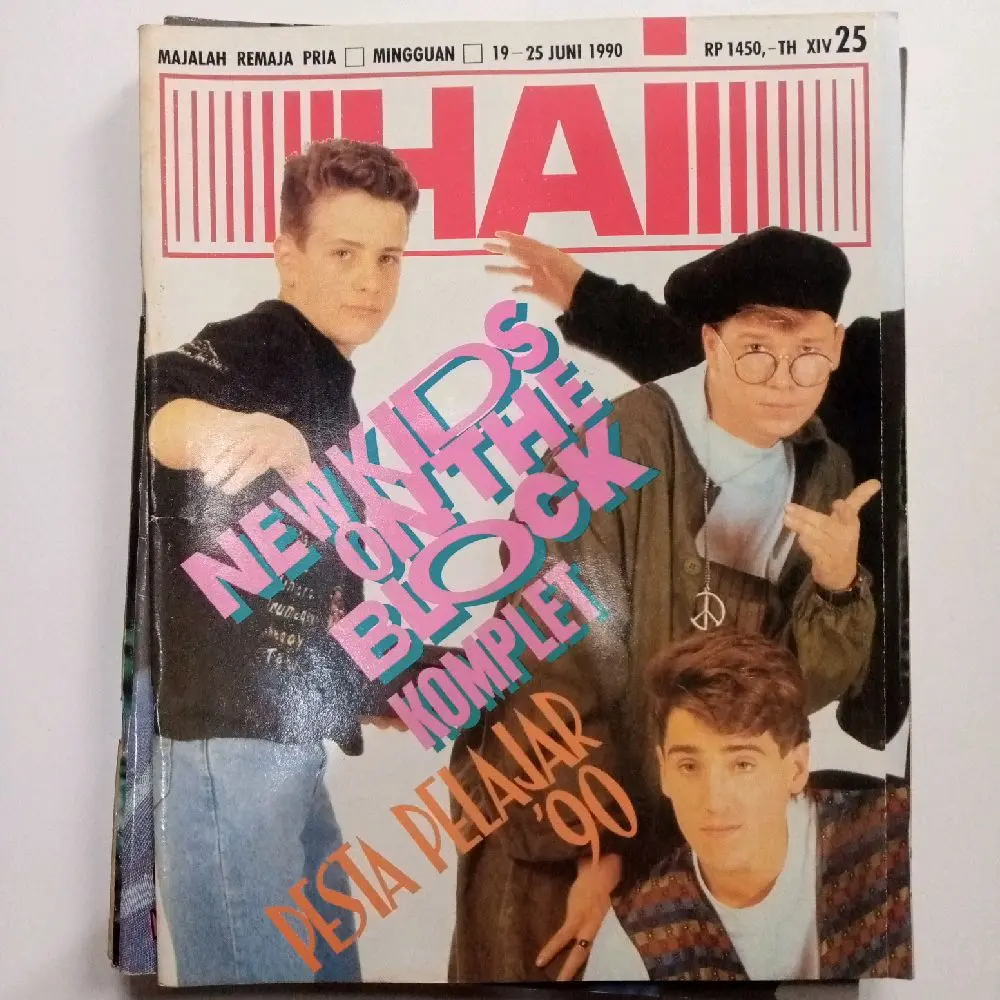 MAJALAH REMAJA PRIA □ MINGGUAN □ 19–25 JUNI 1990 RP 1450,–TH XIV 25
HAI
NEW KIDS
ON THE
BLOCK
KOMPLET
PESTA PELAJAR
'90